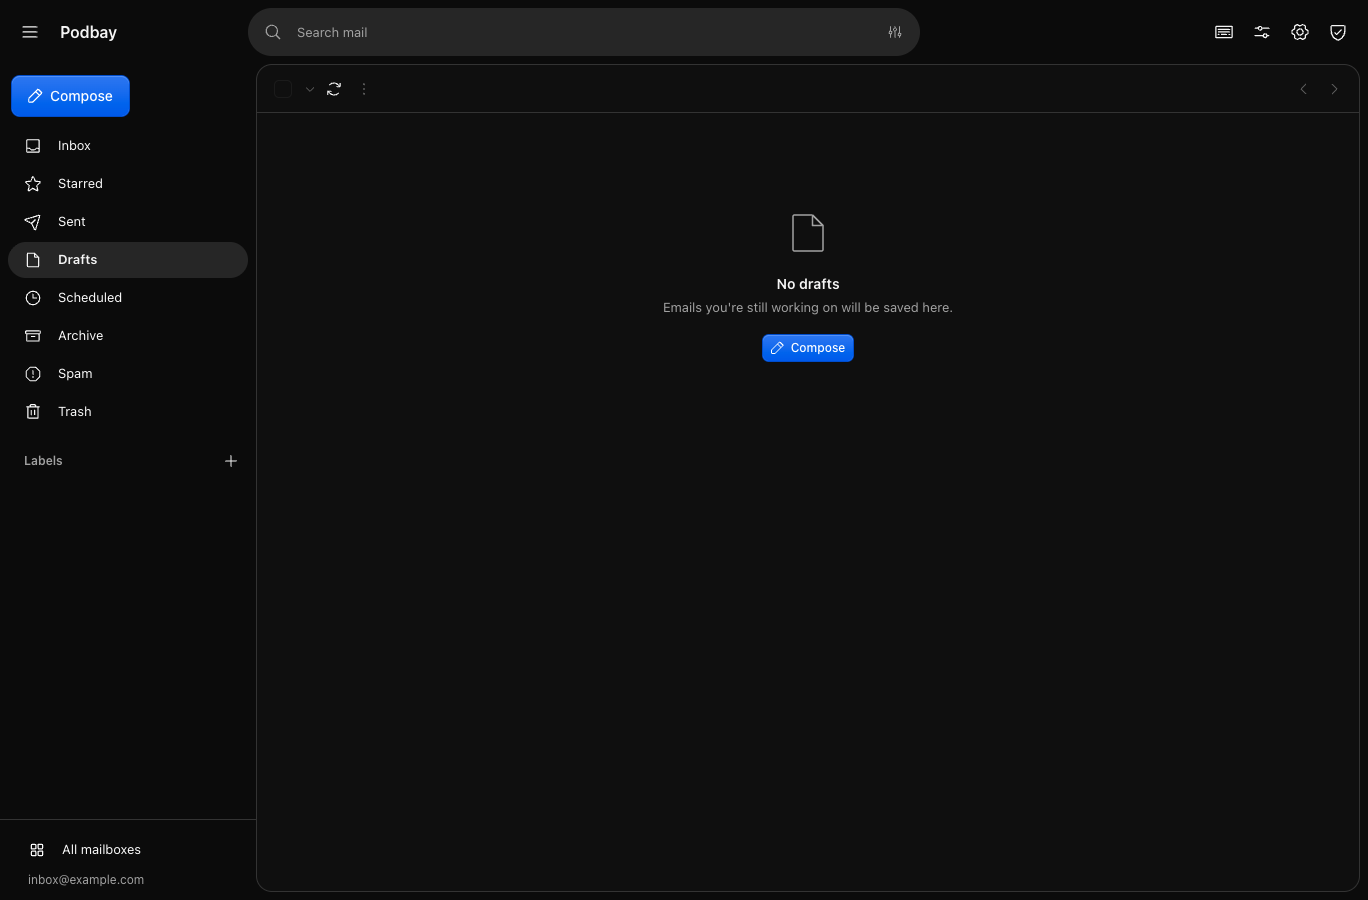 Podbay
Search mail
Compose
Inbox
Starred
Sent
Drafts
Scheduled
Archive
Spam
Trash
Labels
No drafts
Emails you're still working on will be saved here.
Compose
All mailboxes
inbox@example.com